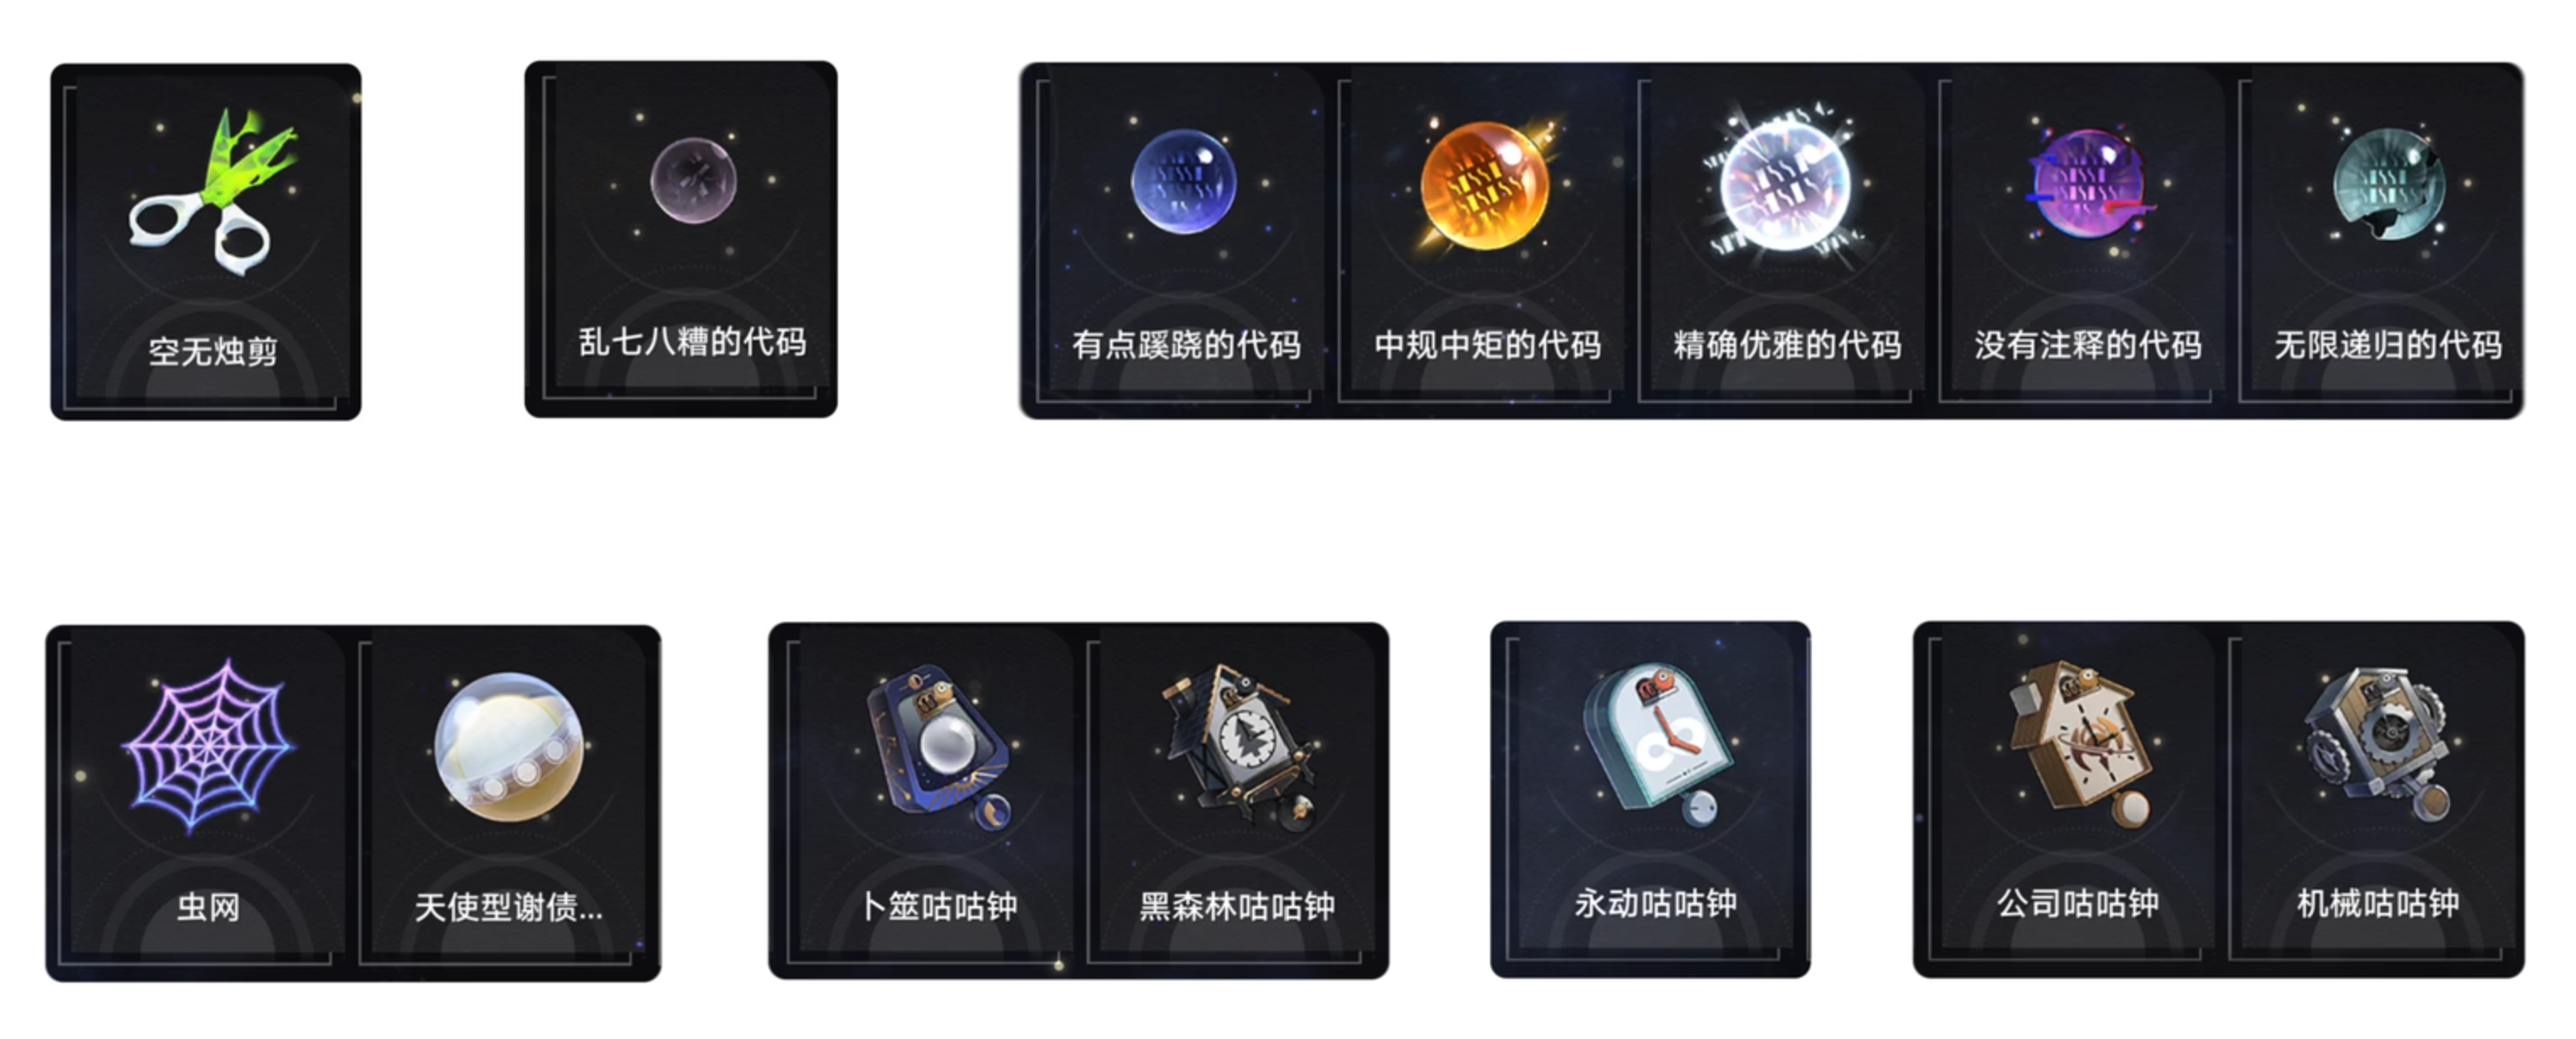 空无烛剪
乱七八糟的代码
有点蹊跷的代码
中规中矩的代码
精确优雅的代码
没有注释的代码
无限递归的代码
虫网
天使型谢债...
卜筮咕咕钟
黑森林咕咕钟
永动咕咕钟
公司咕咕钟
机械咕咕钟